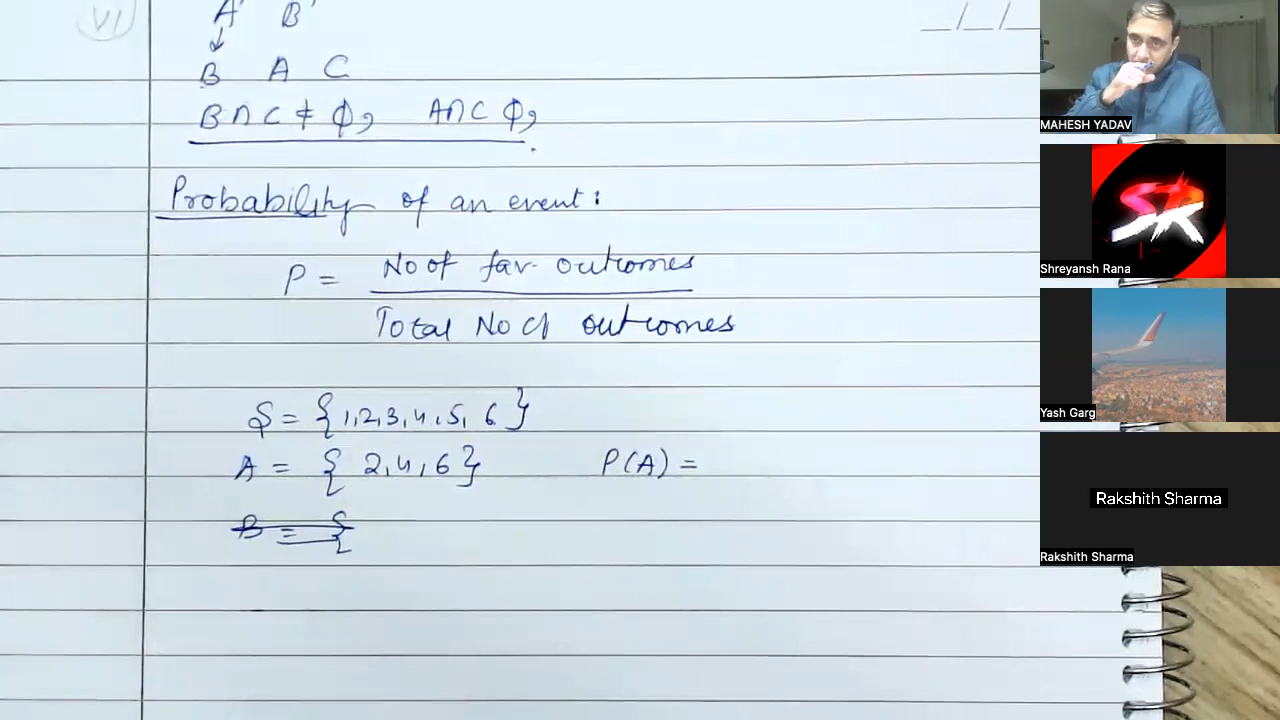 VI
A' B'
B A C
B∩C ≠ ϕ, A∩C ϕ,
Probability of an event:
P = No of fav. outcomes
Total No of outcomes
S = {1,2,3,4,5,6}
A = {2,4,6} P(A) =
B = {
MAHESH YADAV
SR
Shreyansh Rana
Yash Garg
Rakshith Sharma
Rakshith Sharma